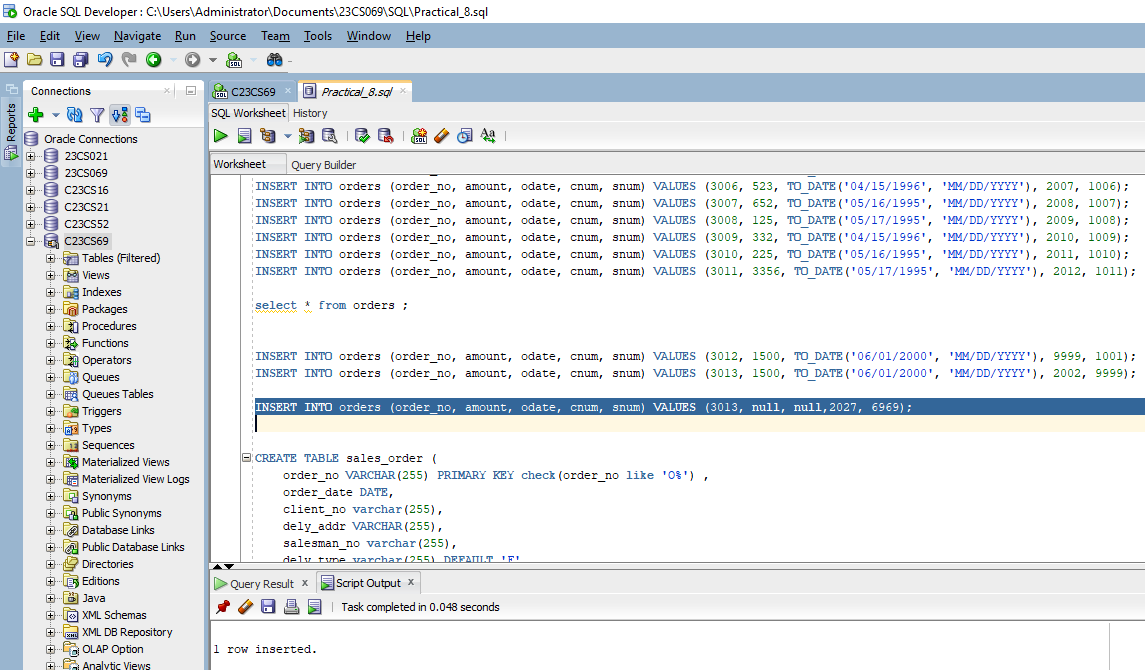 Oracle SQL Developer : C:\Users\Administrator\Documents\23CS069\SQL\Practical_8.sql
File Edit View Navigate Run Source Team Tools Window Help
Reports
Connections
Oracle Connections
23CS021
23CS069
C23CS16
C23CS21
C23CS52
C23CS69
Tables (Filtered)
Views
Indexes
Packages
Procedures
Functions
Operators
Queues
Queues Tables
Triggers
Types
Sequences
Materialized Views
Materialized View Logs
Synonyms
Public Synonyms
Database Links
Public Database Links
Directories
Editions
Java
XML Schemas
XML DB Repository
OLAP Option
Analytic Views
C23CS69 Practical_8.sql
SQL Worksheet History
Aa
Worksheet Query Builder
INSERT INTO orders (order_no, amount, odate, cnum, snum) VALUES (3006, 523, TO_DATE('04/15/1996', 'MM/DD/YYYY'), 2007, 1006);
INSERT INTO orders (order_no, amount, odate, cnum, snum) VALUES (3007, 652, TO_DATE('05/16/1995', 'MM/DD/YYYY'), 2008, 1007);
INSERT INTO orders (order_no, amount, odate, cnum, snum) VALUES (3008, 125, TO_DATE('05/17/1995', 'MM/DD/YYYY'), 2009, 1008);
INSERT INTO orders (order_no, amount, odate, cnum, snum) VALUES (3009, 332, TO_DATE('04/15/1996', 'MM/DD/YYYY'), 2010, 1009);
INSERT INTO orders (order_no, amount, odate, cnum, snum) VALUES (3010, 225, TO_DATE('05/16/1995', 'MM/DD/YYYY'), 2011, 1010);
INSERT INTO orders (order_no, amount, odate, cnum, snum) VALUES (3011, 3356, TO_DATE('05/17/1995', 'MM/DD/YYYY'), 2012, 1011);
select * from orders ;
INSERT INTO orders (order_no, amount, odate, cnum, snum) VALUES (3012, 1500, TO_DATE('06/01/2000', 'MM/DD/YYYY'), 9999, 1001);
INSERT INTO orders (order_no, amount, odate, cnum, snum) VALUES (3013, 1500, TO_DATE('06/01/2000', 'MM/DD/YYYY'), 2002, 9999);
INSERT INTO orders (order_no, amount, odate, cnum, snum) VALUES (3013, null, null,2027, 6969);
CREATE TABLE sales_order (
order_no VARCHAR(255) PRIMARY KEY check(order_no like 'O%') ,
order_date DATE,
client_no varchar(255),
dely_addr VARCHAR(255),
salesman_no varchar(255),
dely_type varchar(255) DEFAULT 'F'
Query Result Script Output
Task completed in 0.048 seconds
1 row inserted.